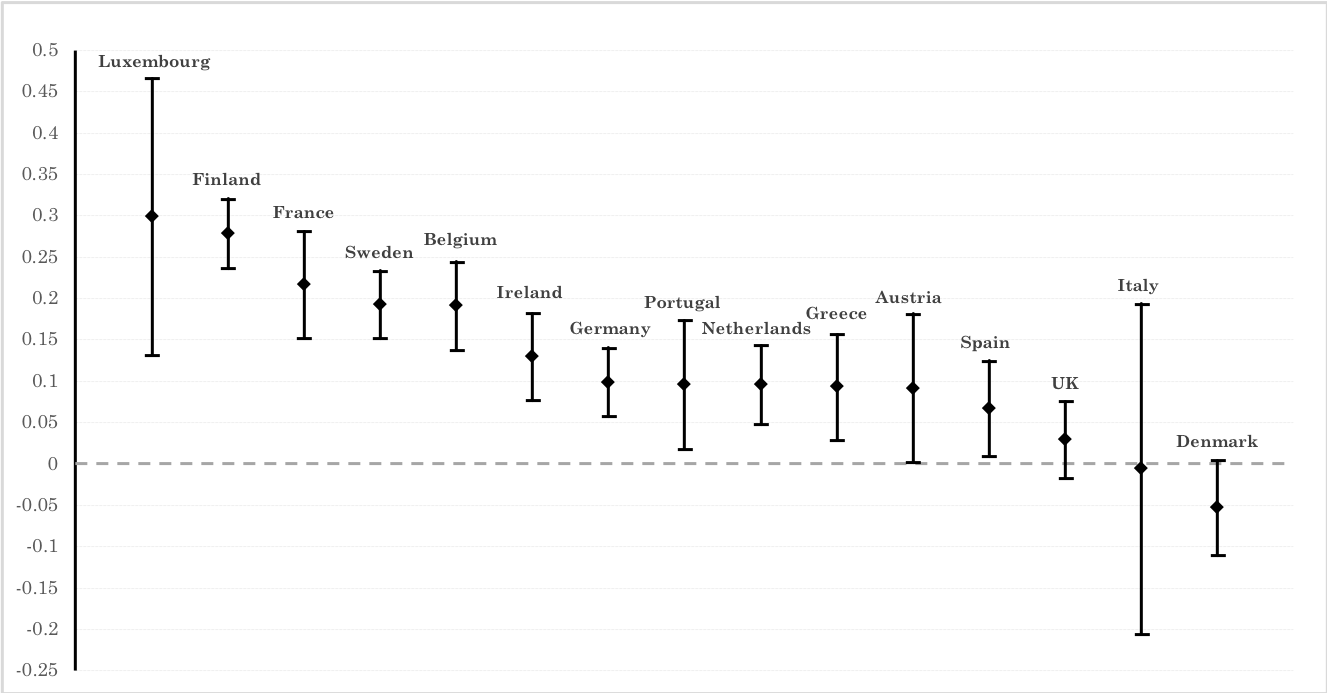 0.5
Luxembourg
0.45
0.4
0.35
Finland
0.3
France
Belgium
Sweden
0.25
Ireland
Italy
0.2
Portugal
Austria
Greece
Germany
Netherlands
0.15
Spain
0.1
UK
0.05
Denmark
0
-0.05
-0.1
-0.15
-0.2
-0.25